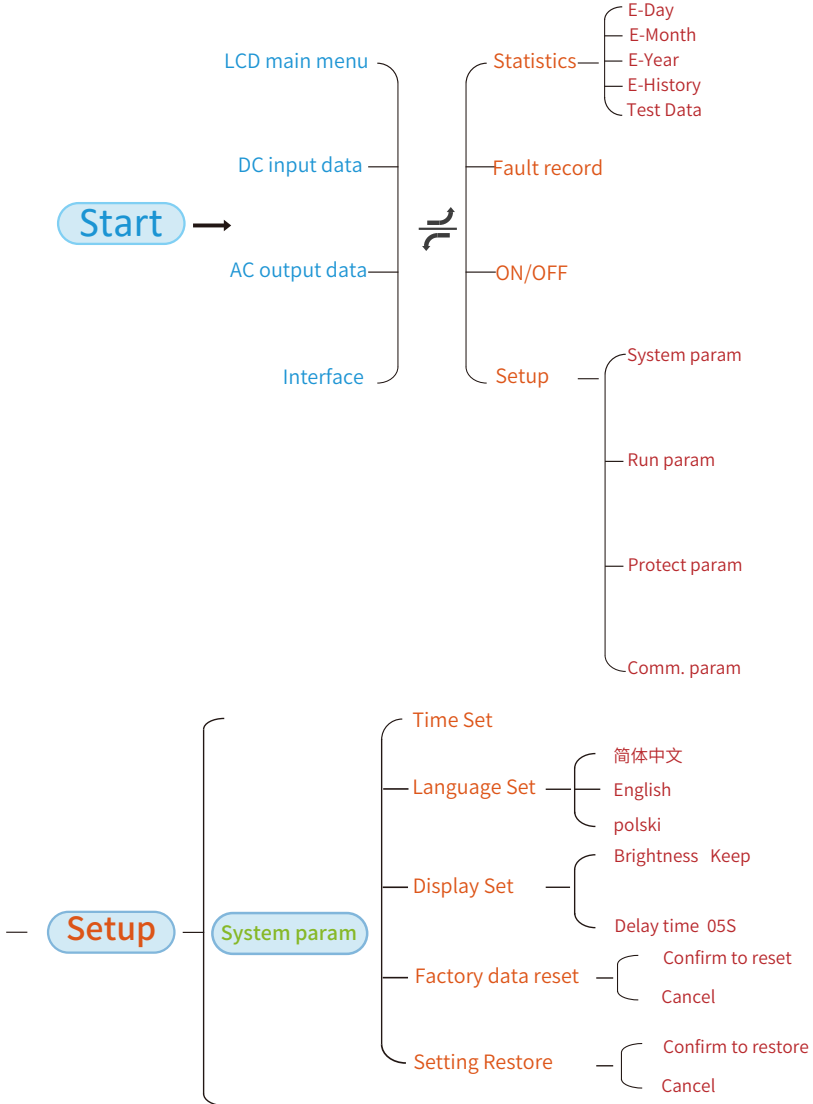 Start
LCD main menu
DC input data
AC output data
Interface
Statistics
E-Day
E-Month
E-Year
E-History
Test Data
Fault record
ON/OFF
Setup
System param
Run param
Protect param
Comm. param
Setup
System param
Time Set
Language Set
简体中文
English
polski
Display Set
Brightness Keep
Delay time 05S
Factory data reset
Confirm to reset
Cancel
Setting Restore
Confirm to restore
Cancel